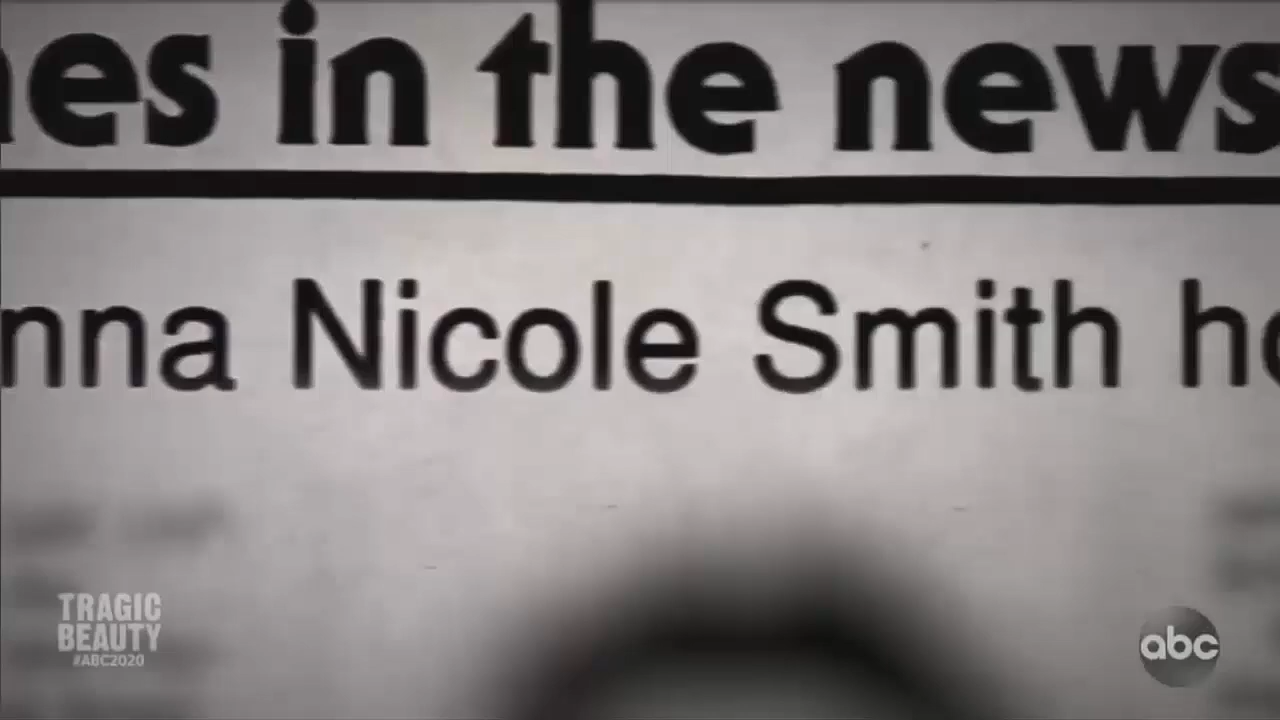 es in the news
nna Nicole Smith h
TRAGIC
BEAUTY
#ABC2020
abc